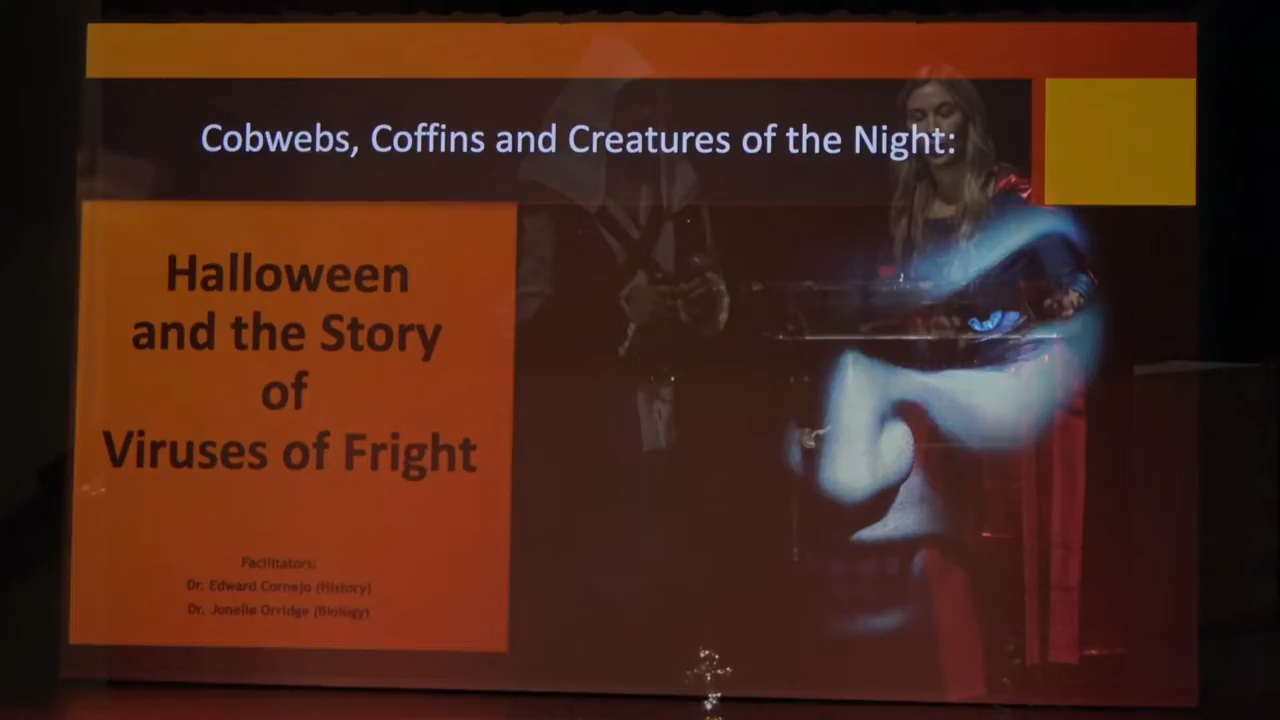 Cobwebs, Coffins and Creatures of the Night:
Halloween
and the Story
of
Viruses of Fright
Facilitators:
Dr. Edward Cornejo (History)
Dr. Jonelle Orridge (Biology)